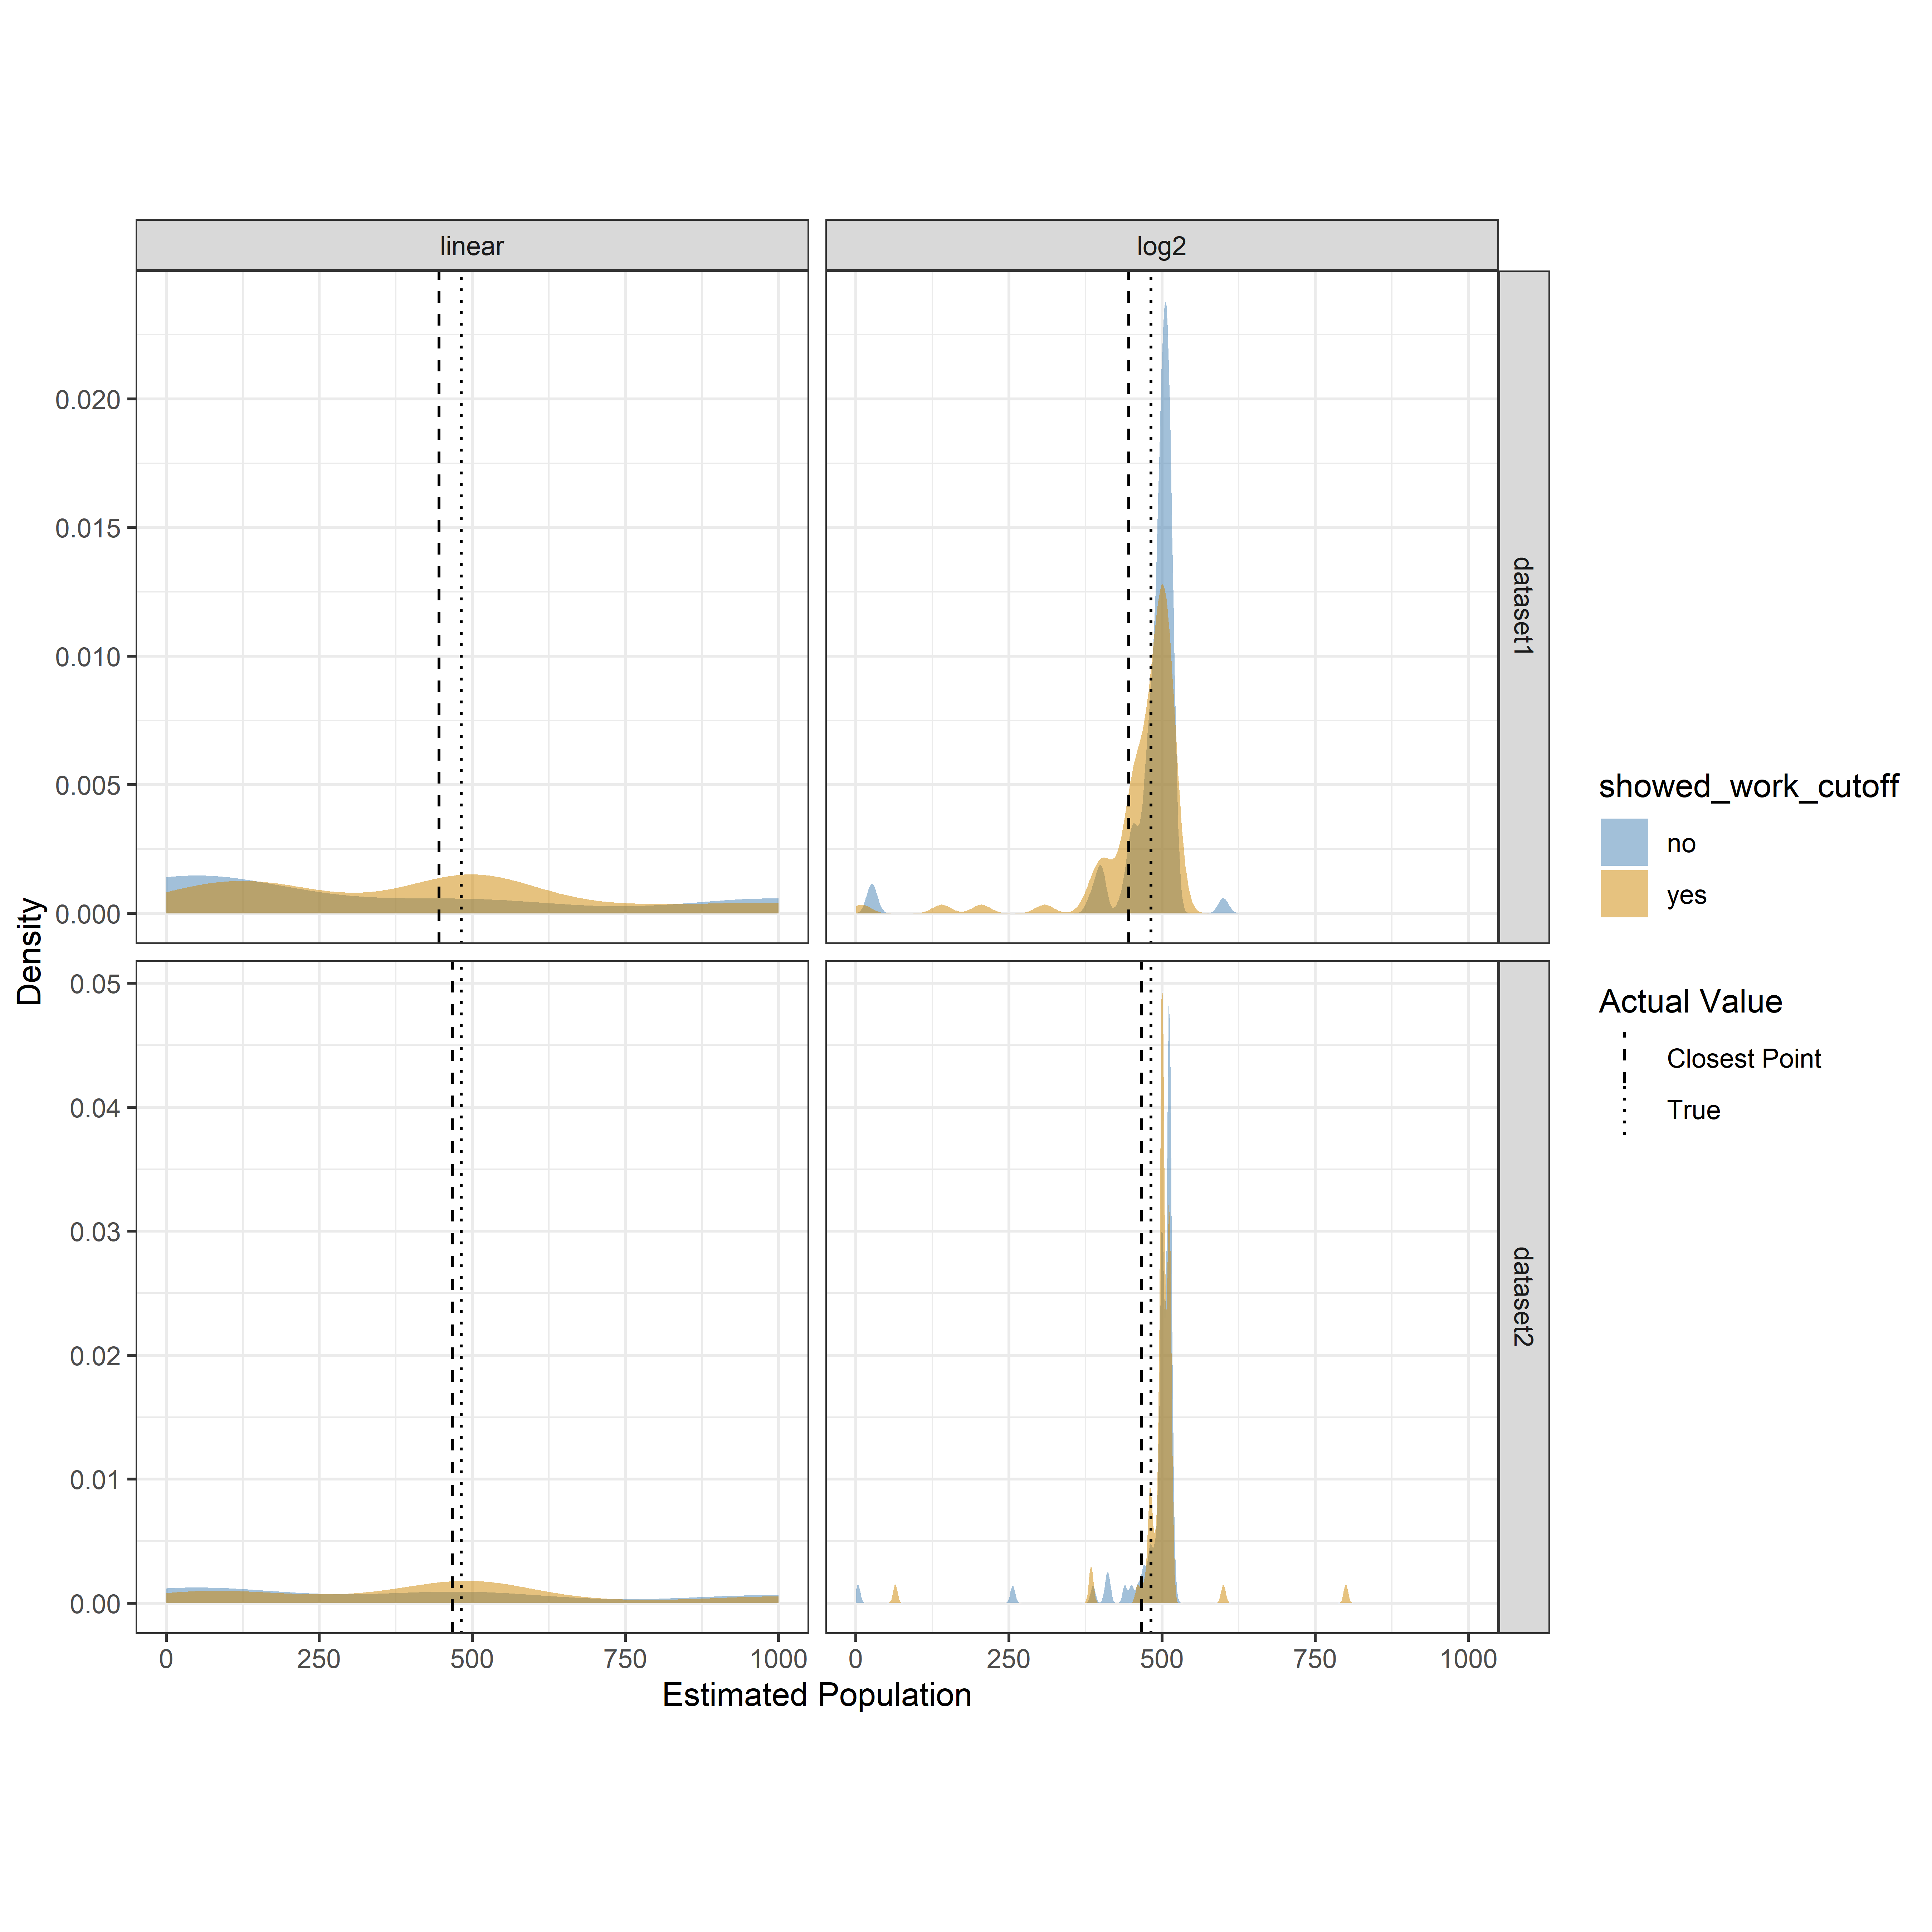 linear
log2
0.020
0.015
0.010
0.005
0.000
dataset1
0.05
0.04
0.03
0.02
0.01
0.00
dataset2
0
250
500
750
1000
0
250
500
750
1000
Estimated Population
Density
showed_work_cutoff
no
yes
Actual Value
Closest Point
True